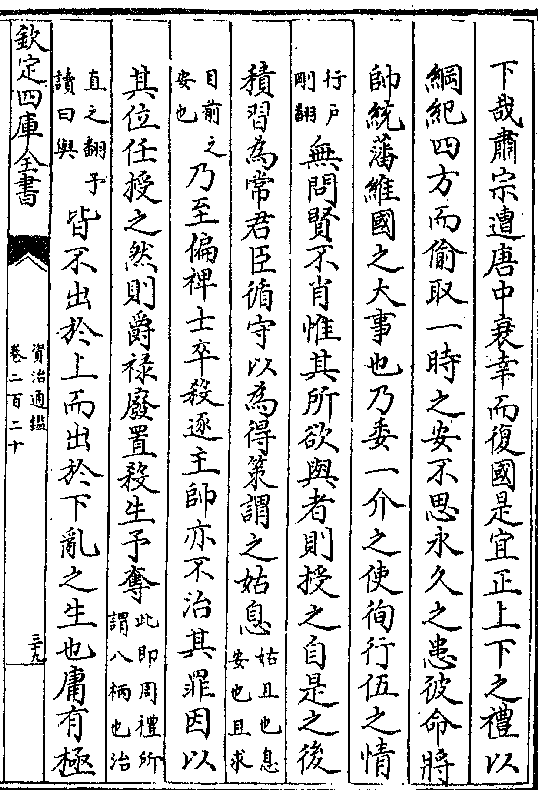 下哉肅宗遭唐中衰幸而復國是宜正上下之禮以
綱紀四方而偷取一時之安不思永久之患彼命將
帥統藩維國之大事也乃委一介之使徇行伍之情
行戶
剛翻
無問賢不肖惟其所欲與者則授之自是之後
積習為常君臣循守以為得策謂之姑息
姑且也息
安也且求
目前之
安也
乃至偏裨士卒殺逐主帥亦不治其罪因以
其位任授之然則爵祿廢置殺生予奪
此即周禮所
謂八柄也治
直之翻予
讀曰與
皆不出於上而出於下亂之生也庸有極
欽定四庫全書
資治通鑑
卷二百二十
三十九